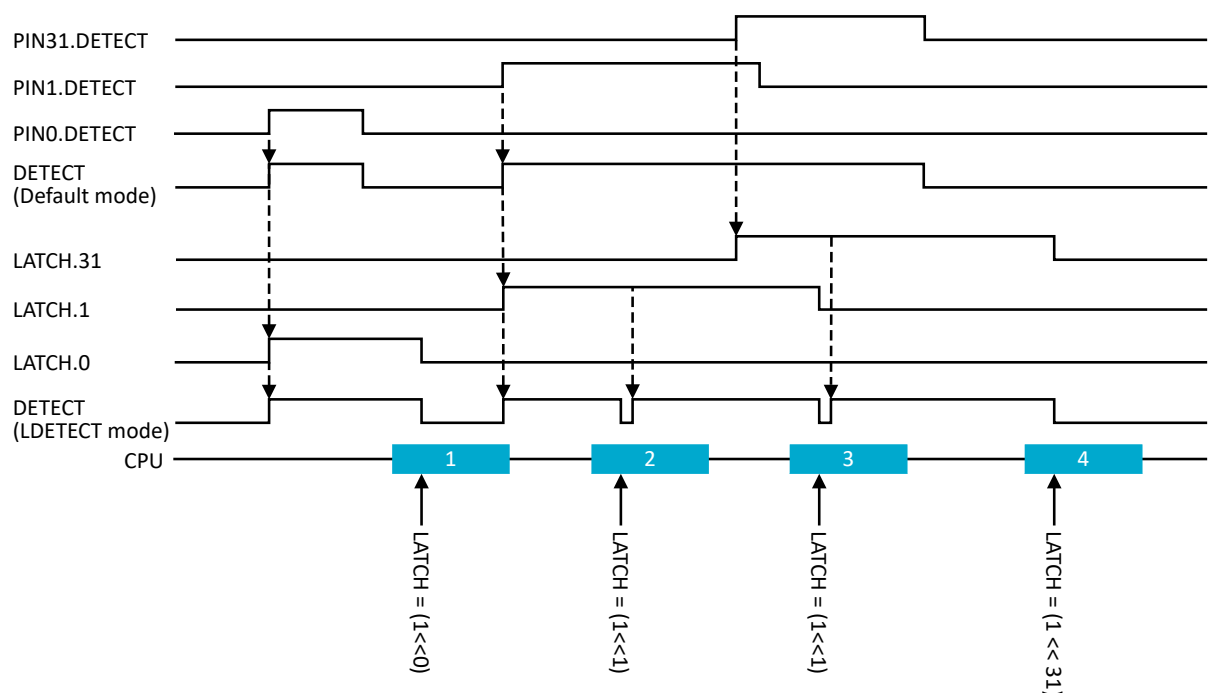 PIN31.DETECT
PIN1.DETECT
PIN0.DETECT
DETECT
(Default mode)
LATCH.31
LATCH.1
LATCH.0
DETECT
(LDETECT mode)
CPU
1
2
3
4
LATCH = (1<<0)
LATCH = (1<<1)
LATCH = (1<<1)
LATCH = (1 << 31)